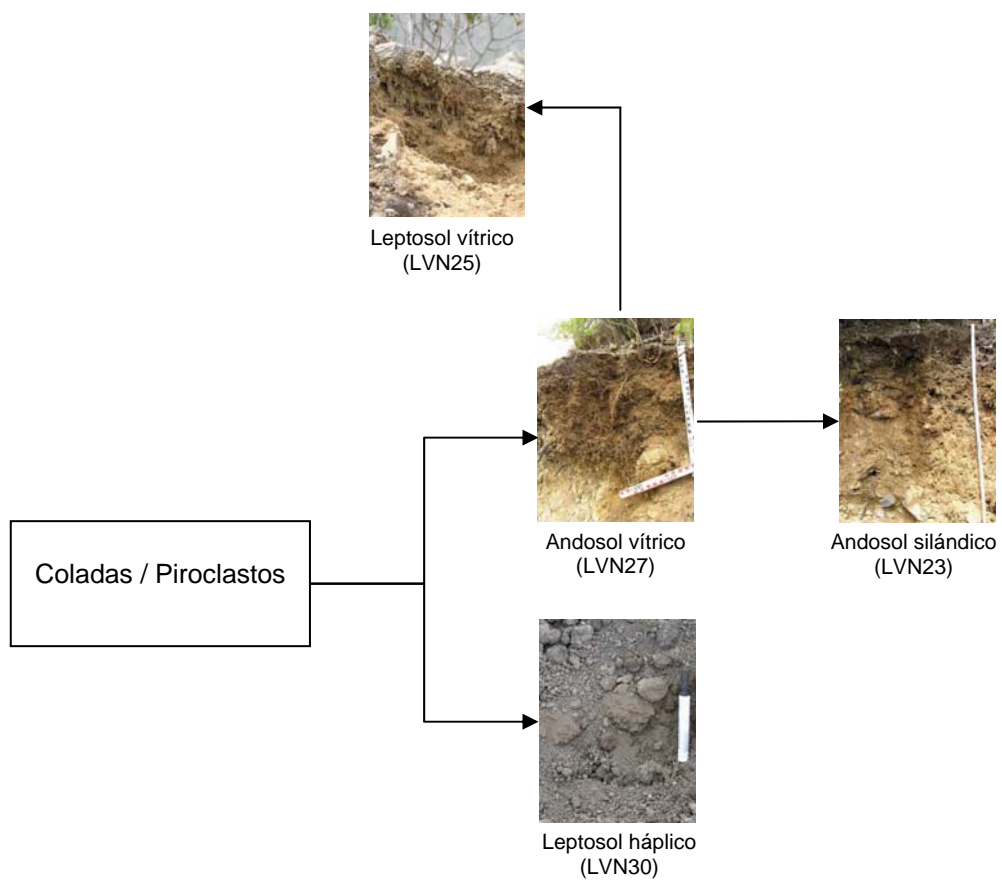 Leptosol vítrico
(LVN25)
Andosol vítrico
(LVN27)
Andosol silándico
(LVN23)
Coladas / Piroclastos
Leptosol háplico
(LVN30)